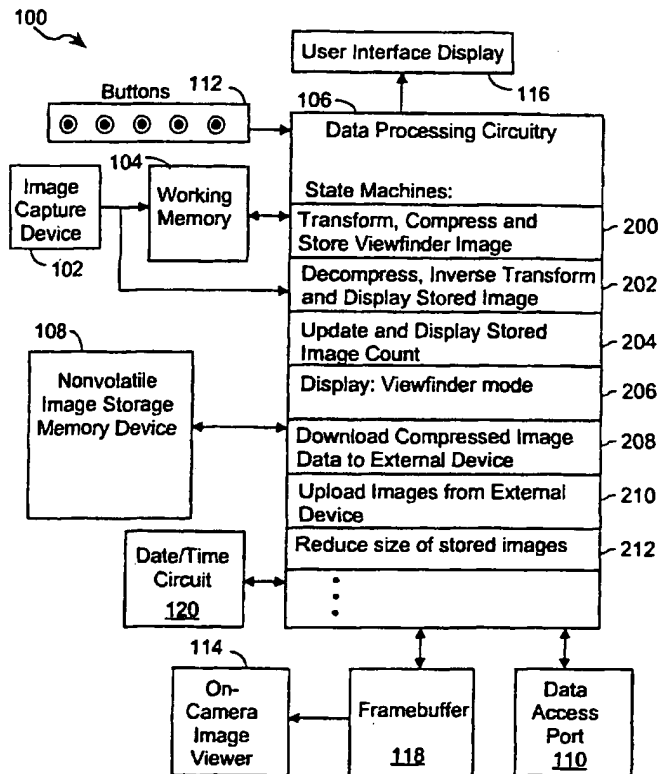 100
User Interface Display
116
Buttons
112
106
Data Processing Circuitry
State Machines:
104
Image
Capture
Device
102
Working
Memory
Transform, Compress and
Store Viewfinder Image
200
Decompress, Inverse Transform
and Display Stored Image
202
Update and Display Stored
Image Count
204
108
Nonvolatile
Image Storage
Memory Device
Display: Viewfinder mode
206
Download Compressed Image
Data to External Device
208
Upload Images from External
Device
210
Reduce size of stored images
212
Date/Time
Circuit
120
114
On-
Camera
Image
Viewer
Framebuffer
118
Data
Access
Port
110